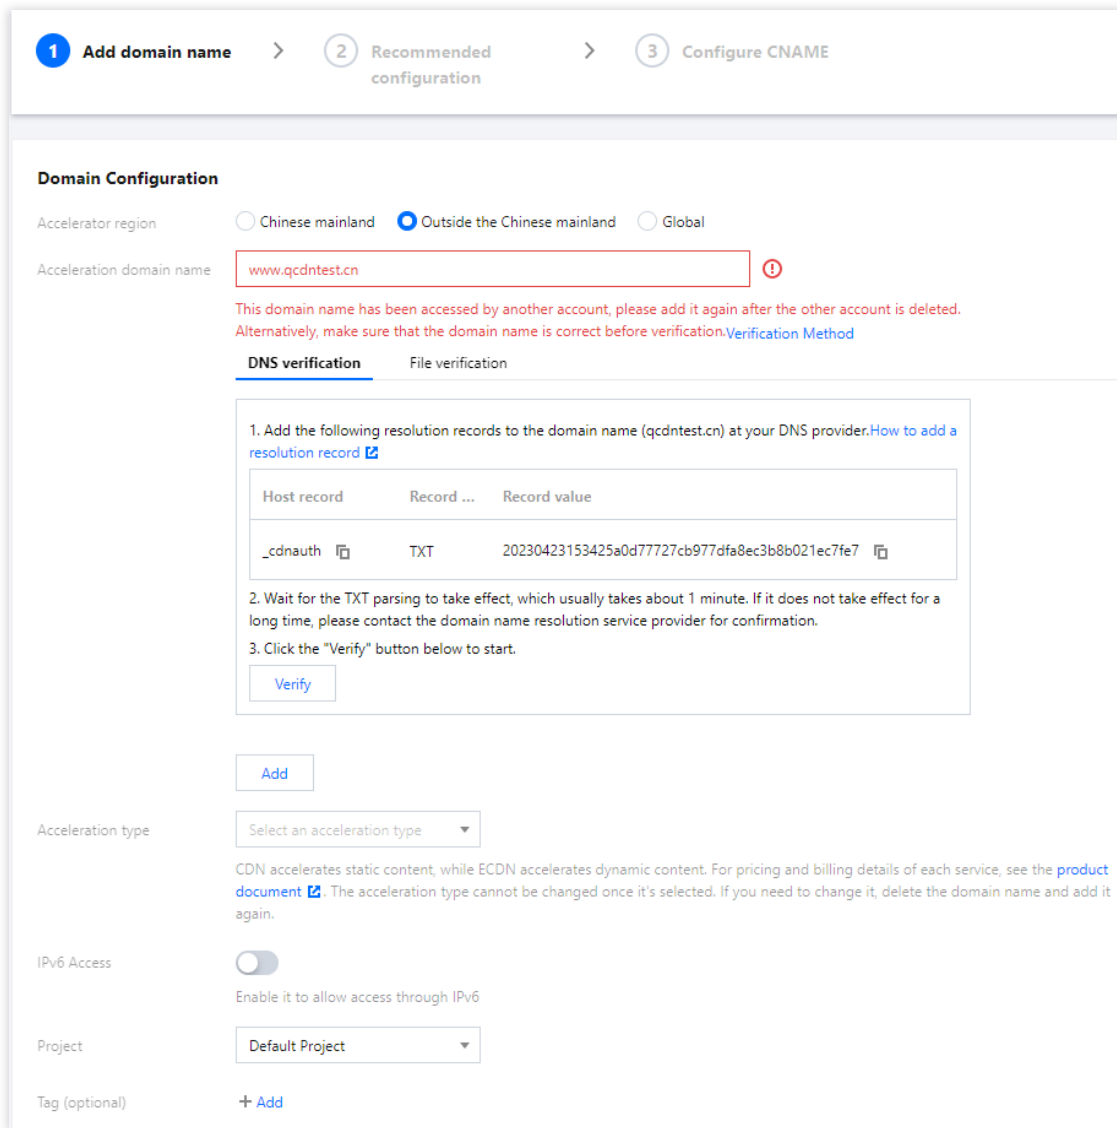 1 Add domain name > 2 Recommended configuration > 3 Configure CNAME
Domain Configuration
Accelerator region Chinese mainland Outside the Chinese mainland Global
Acceleration domain name www.qcdntest.cn
This domain name has been accessed by another account, please add it again after the other account is deleted.
Alternatively, make sure that the domain name is correct before verification.Verification Method
DNS verification File verification
1. Add the following resolution records to the domain name (qcdntest.cn) at your DNS provider.How to add a
resolution record
Host record Record ... Record value
_cdnauth TXT 20230423153425a0d77727cb977dfa8ec3b8b021ec7fe7
2. Wait for the TXT parsing to take effect, which usually takes about 1 minute. If it does not take effect for a
long time, please contact the domain name resolution service provider for confirmation.
3. Click the "Verify" button below to start.
Verify
Add
Acceleration type Select an acceleration type
CDN accelerates static content, while ECDN accelerates dynamic content. For pricing and billing details of each service, see the product
document . The acceleration type cannot be changed once it's selected. If you need to change it, delete the domain name and add it
again.
IPv6 Access
Enable it to allow access through IPv6
Project Default Project
Tag (optional) + Add